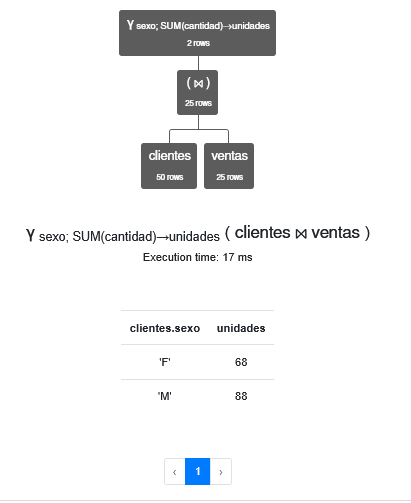 γ sexo; SUM(cantidad)→unidades
2 rows
( ⋈ )
25 rows
clientes ventas
50 rows 25 rows
γ sexo; SUM(cantidad)→unidades ( clientes ⋈ ventas )
Execution time: 17 ms
clientes.sexo unidades
'F' 68
'M' 88
‹ 1 ›